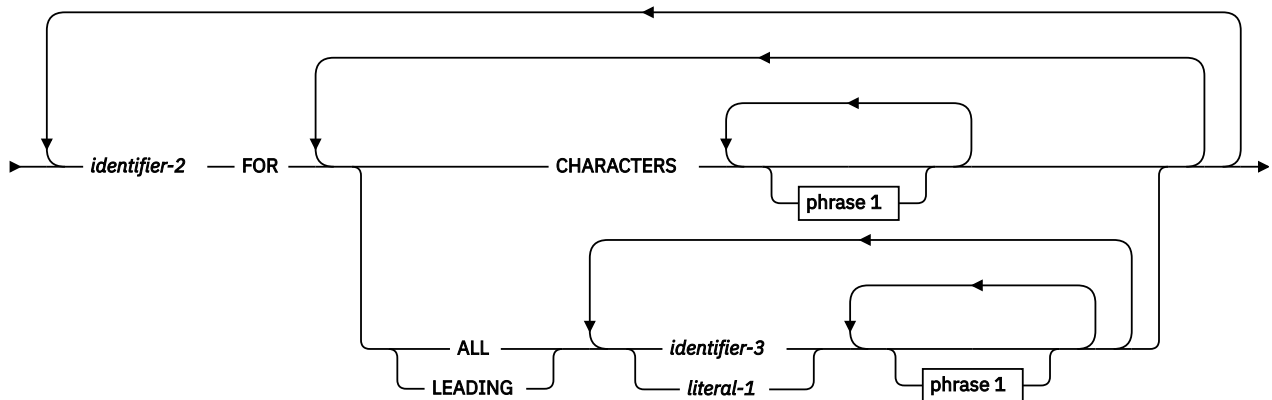 identifier-2 FOR CHARACTERS
phrase 1
ALL identifier-3
LEADING literal-1 phrase 1